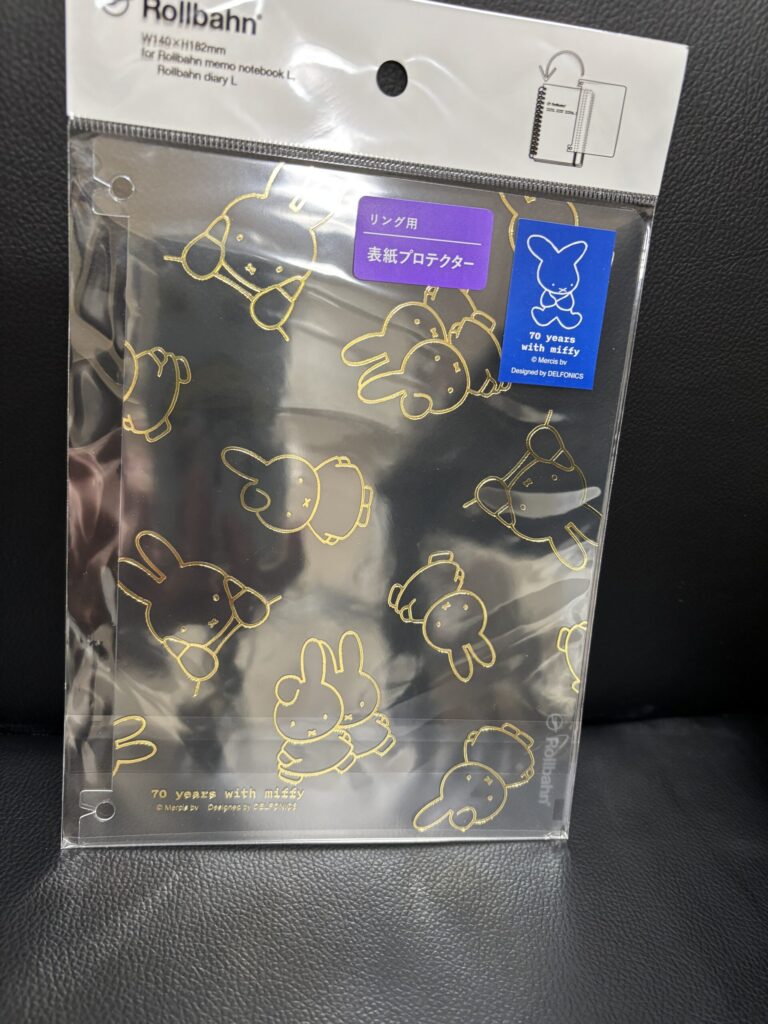 Rollbahn®
W140×H182mm
for Rollbahn memo notebook L,
Rollbahn diary L
Rollbahn
リング用
表紙プロテクター
70 years
with miffy
© Mercis bv
Designed by DELFONICS
Rollbahn
70 years with miffy
© Mercis bv Designed by DELFONICS